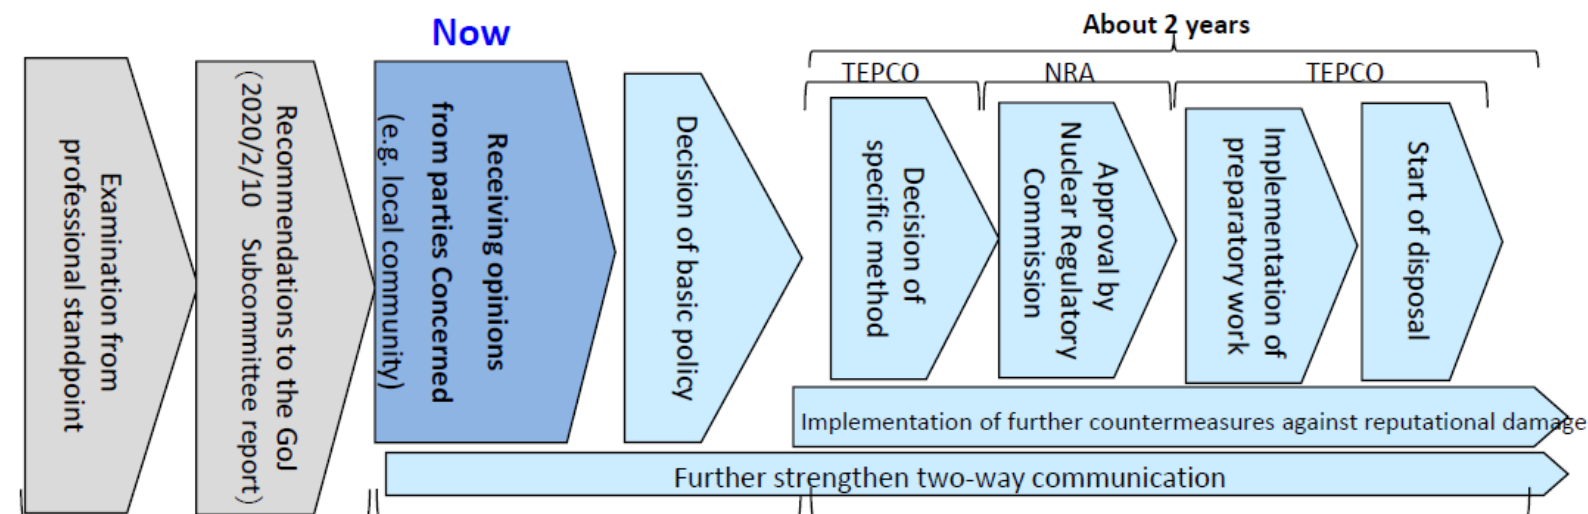 Now
About 2 years
TEPCO
NRA
TEPCO
Examination from
professional standpoint
Recommendations to the GoJ
(2020/2/10 Subcommittee report)
Receiving opinions
from parties Concerned
(e.g. local community)
Decision of basic policy
Decision of
specific method
Approval by
Nuclear Regulatory
Commission
Implementation of
preparatory work
Start of disposal
Implementation of further countermeasures against reputational damage
Further strengthen two-way communication